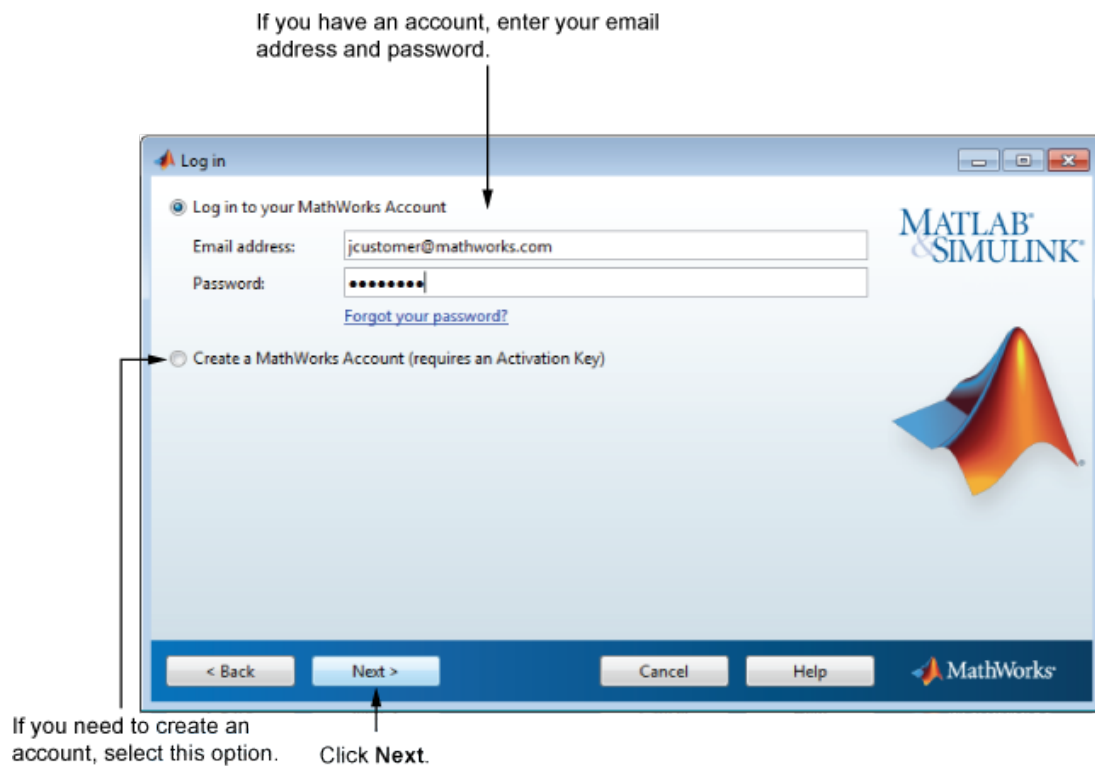 If you have an account, enter your email
address and password.
Log in
Log in to your MathWorks Account
MATLAB®
&SIMULINK®
Email address: jcustomer@mathworks.com
Password: ••••••••
Forgot your password?
Create a MathWorks Account (requires an Activation Key)
®
< Back Next > Cancel Help MathWorks®
If you need to create an
account, select this option.
Click Next.